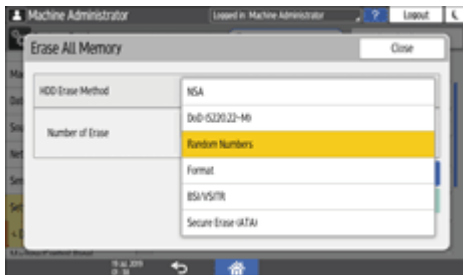 Machine Administrator
Logged in: Machine Administrator
?
Logout
Erase All Memory
Close
HDD Erase Method
Number of Erase
NSA
DoD (5220.22-M)
Random Numbers
Format
BSI/VSITR
Secure Erase (ATA)